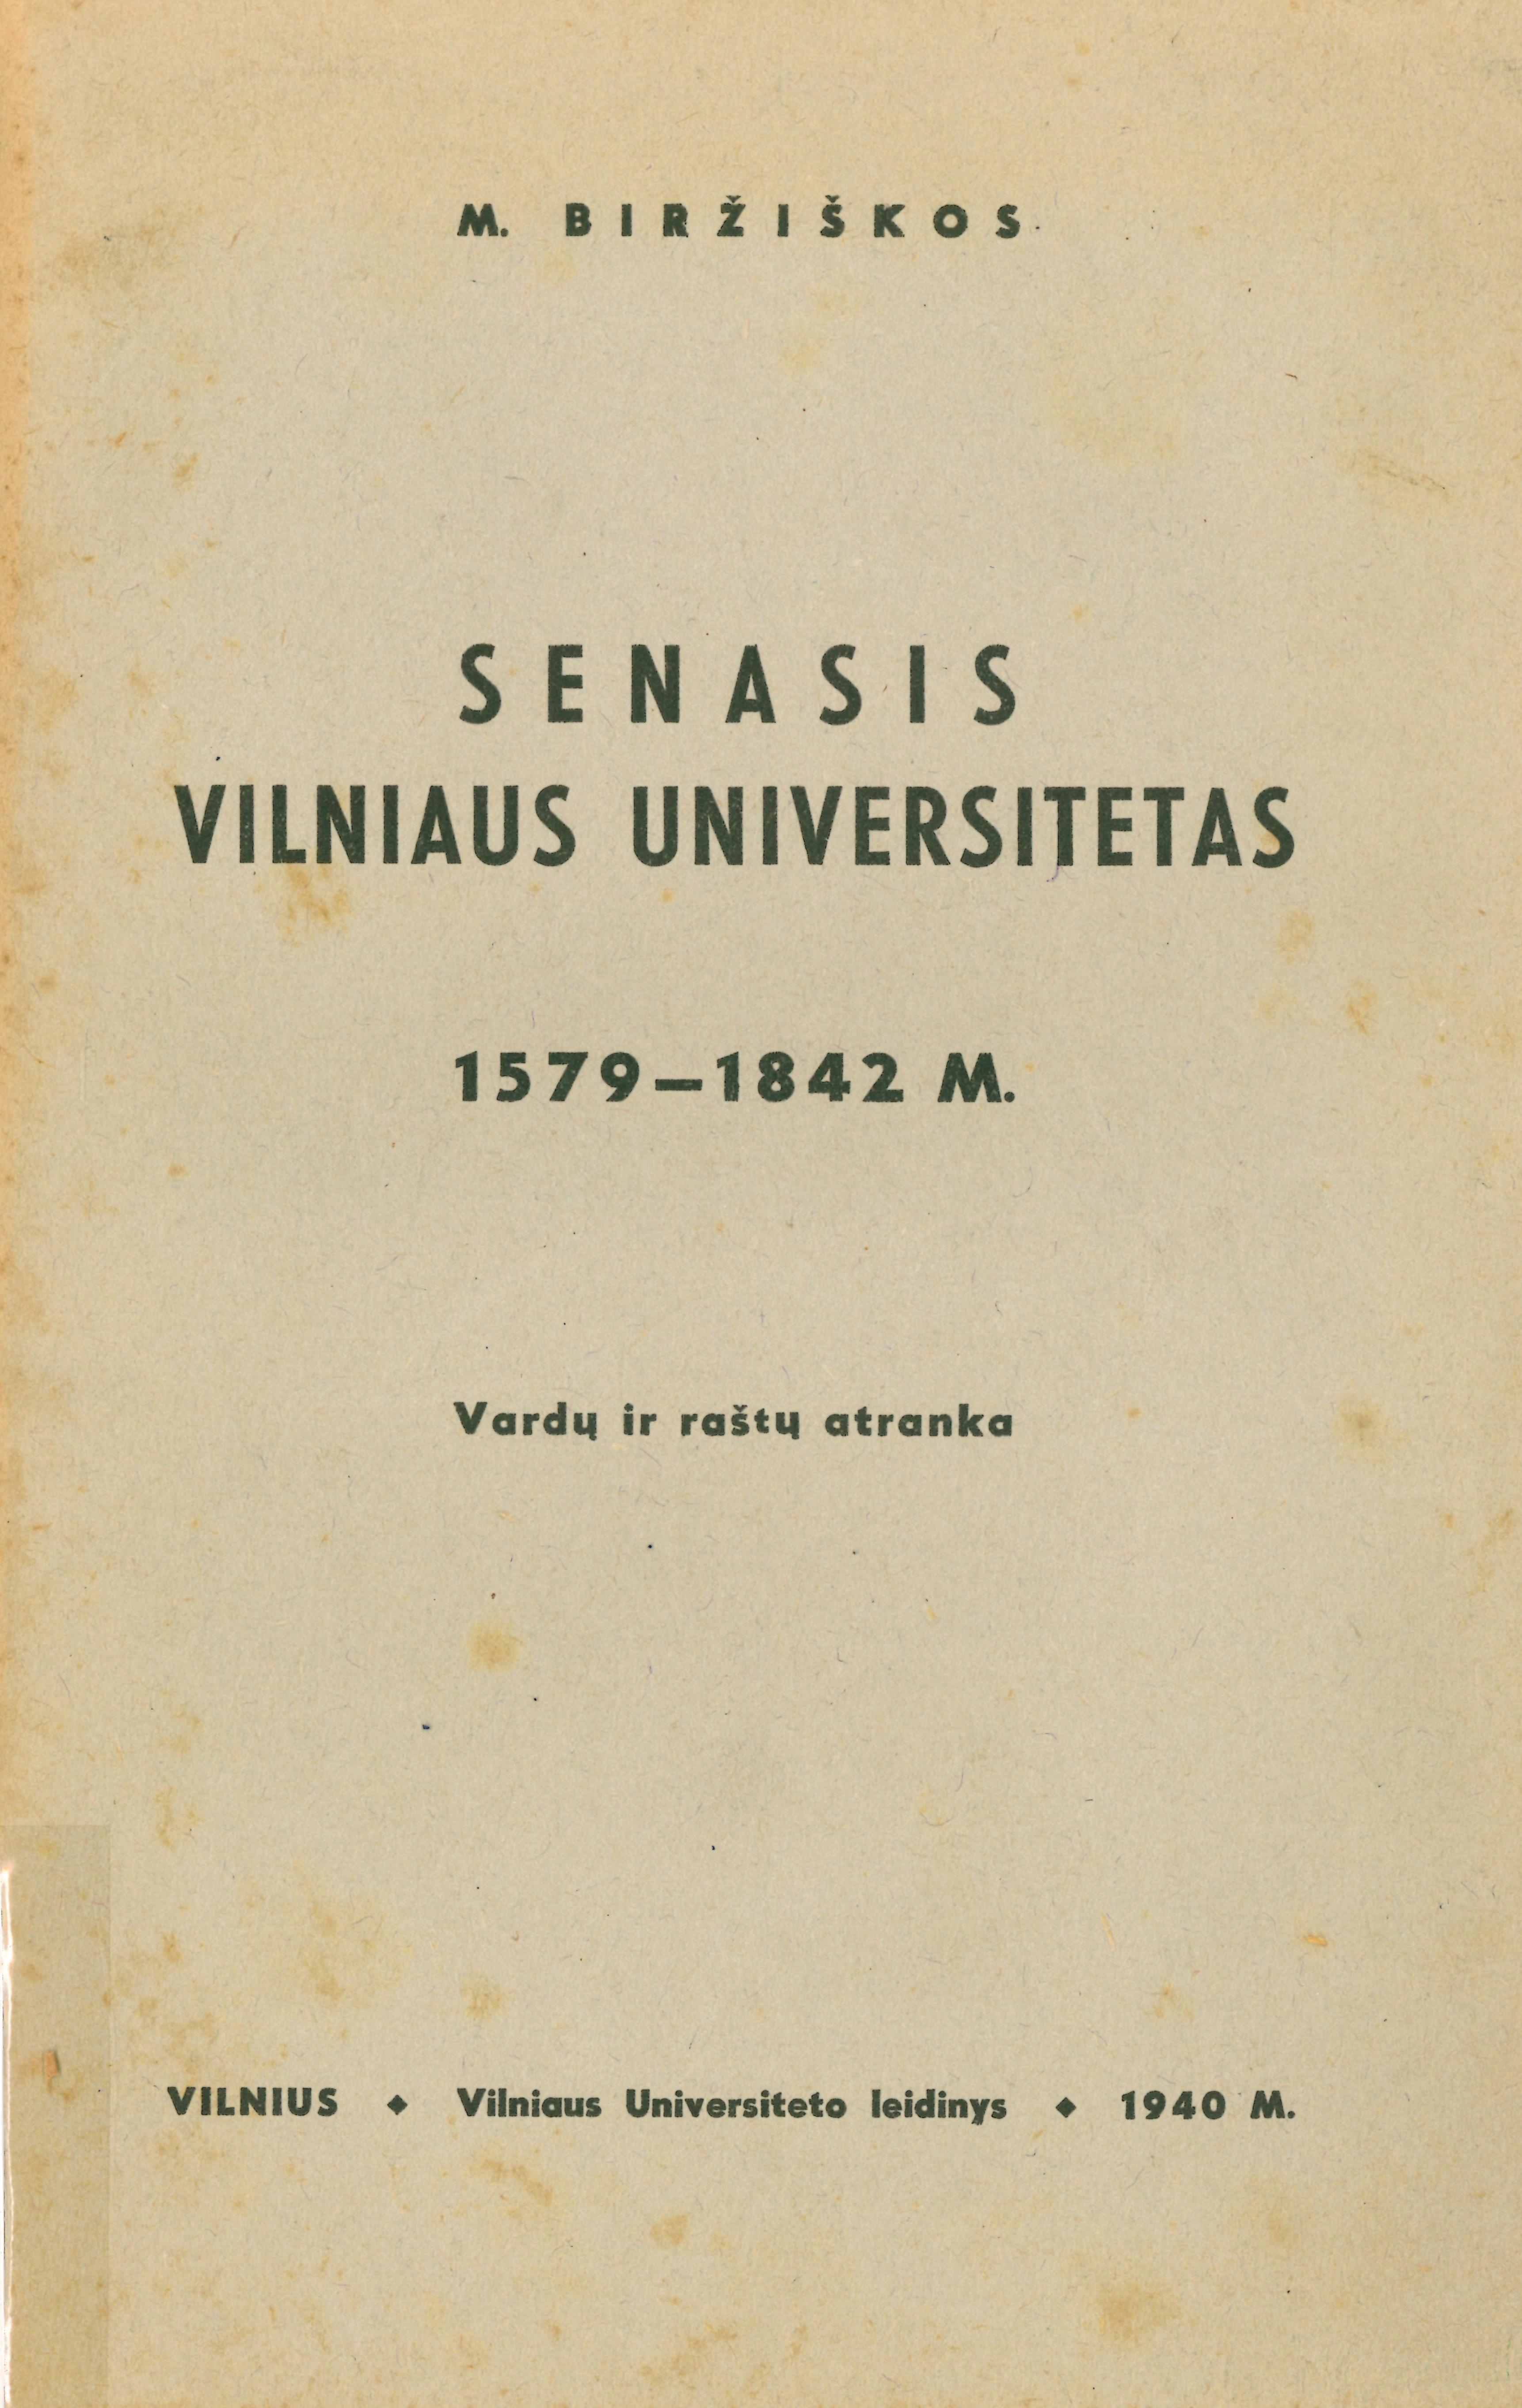 M. BIRŽIŠKOS
SENASIS
VILNIAUS UNIVERSITETAS
1579–1842 M.
Vardų ir raštų atranka
VILNIUS ◆ Vilniaus Universiteto leidinys ◆ 1940 M.